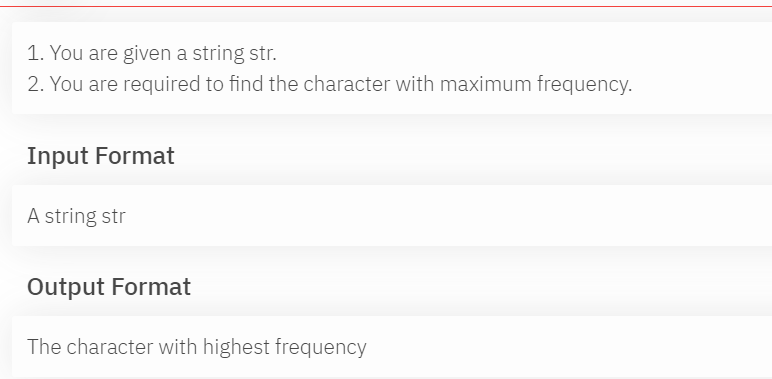 1. You are given a string str.
2. You are required to find the character with maximum frequency.
Input Format
A string str
Output Format
The character with highest frequency